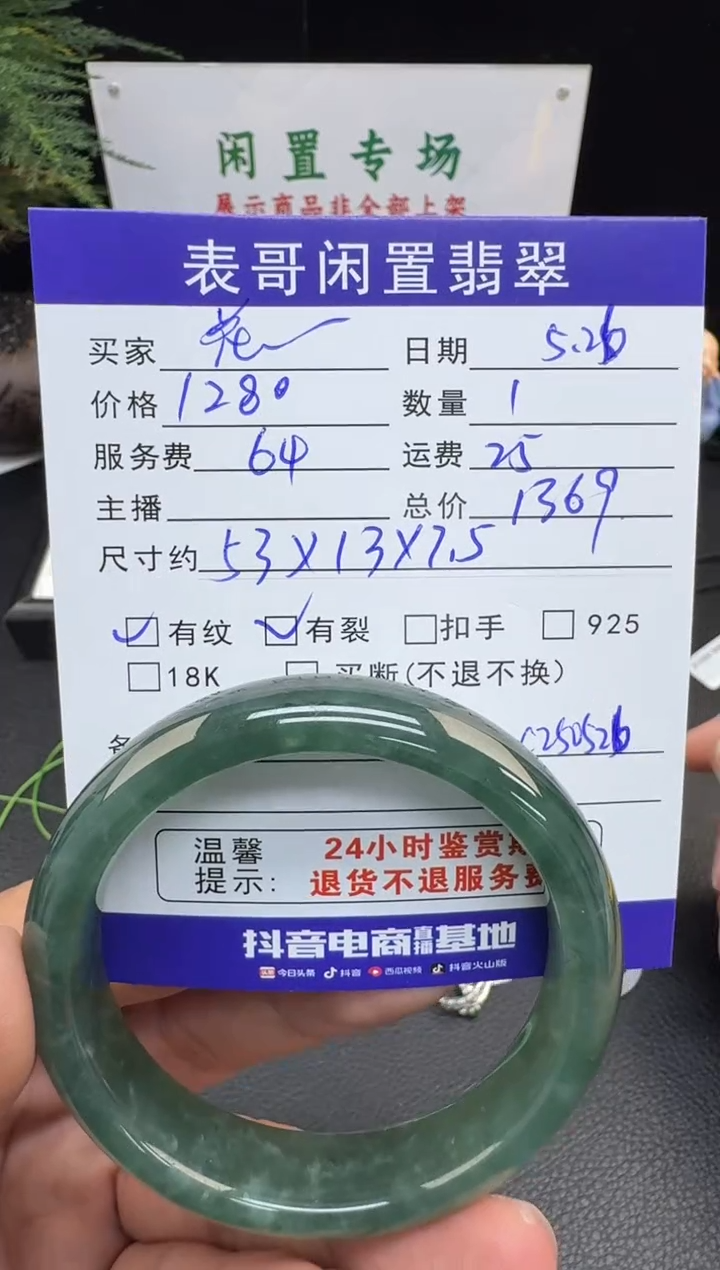 闲置专场
展示商品非全部上架
表哥闲置翡翠
买家 日期 5.26
价格 1280 数量 1
服务费 64 运费 25
主播 总价 1369
尺寸约 53X13X7.5
有纹 有裂 扣手 925
18K 买断(不退不换)
250526
温馨 24小时鉴赏期
提示: 退货不退服务费
抖音电商直播基地
今日头条 抖音 西瓜视频 抖音火山版